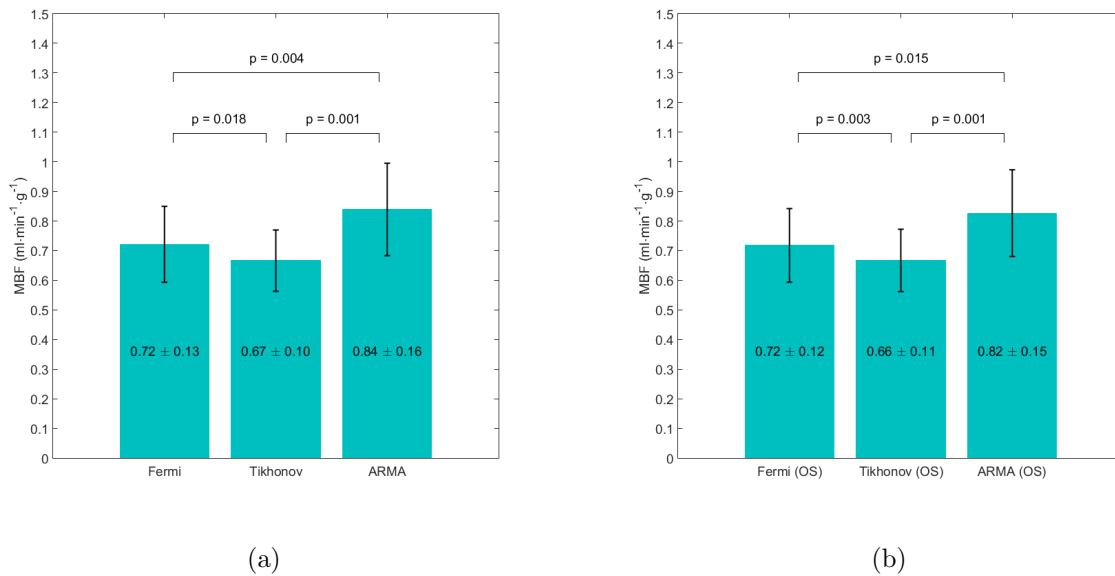 1.5
1.4
p = 0.004
1.3
1.2
p = 0.018
p = 0.001
1.1
1
0.9
0.8
0.7
0.6
0.5
0.4
0.72 ± 0.13
0.67 ± 0.10
0.84 ± 0.16
0.3
0.2
0.1
0
MBF (ml·min⁻¹·g⁻¹)
Fermi
Tikhonov
ARMA
(a)
1.5
1.4
p = 0.015
1.3
1.2
p = 0.003
p = 0.001
1.1
1
0.9
0.8
0.7
0.6
0.5
0.4
0.72 ± 0.12
0.66 ± 0.11
0.82 ± 0.15
0.3
0.2
0.1
0
MBF (ml·min⁻¹·g⁻¹)
Fermi (OS)
Tikhonov (OS)
ARMA (OS)
(b)